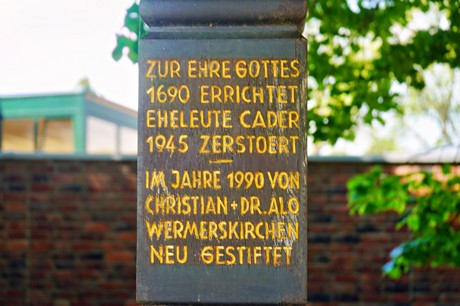 ZUR EHRE GOTTES
1690 ERRICHTET
EHELEUTE CADER
1945 ZERSTOERT
—
IM JAHRE 1990 VON
CHRISTIAN + DR. ALO
WERMERSKIRCHEN
NEU GESTIFTET